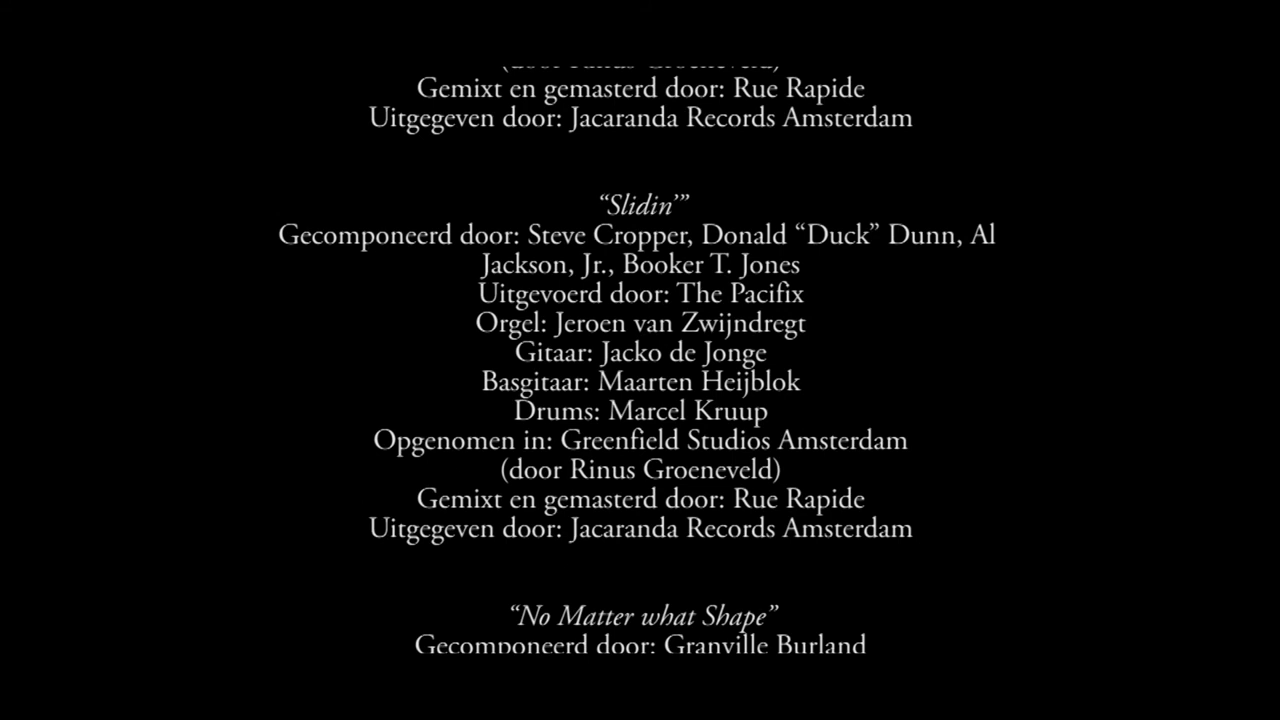 (door Rinus Groeneveld)
Gemixt en gemasterd door: Rue Rapide
Uitgegeven door: Jacaranda Records Amsterdam
“Slidin’”
Gecomponeerd door: Steve Cropper, Donald “Duck” Dunn, Al
Jackson, Jr., Booker T. Jones
Uitgevoerd door: The Pacifix
Orgel: Jeroen van Zwijndregt
Gitaar: Jacko de Jonge
Basgitaar: Maarten Heijblok
Drums: Marcel Kruup
Opgenomen in: Greenfield Studios Amsterdam
(door Rinus Groeneveld)
Gemixt en gemasterd door: Rue Rapide
Uitgegeven door: Jacaranda Records Amsterdam
“No Matter what Shape”
Gecomponeerd door: Granville Burland